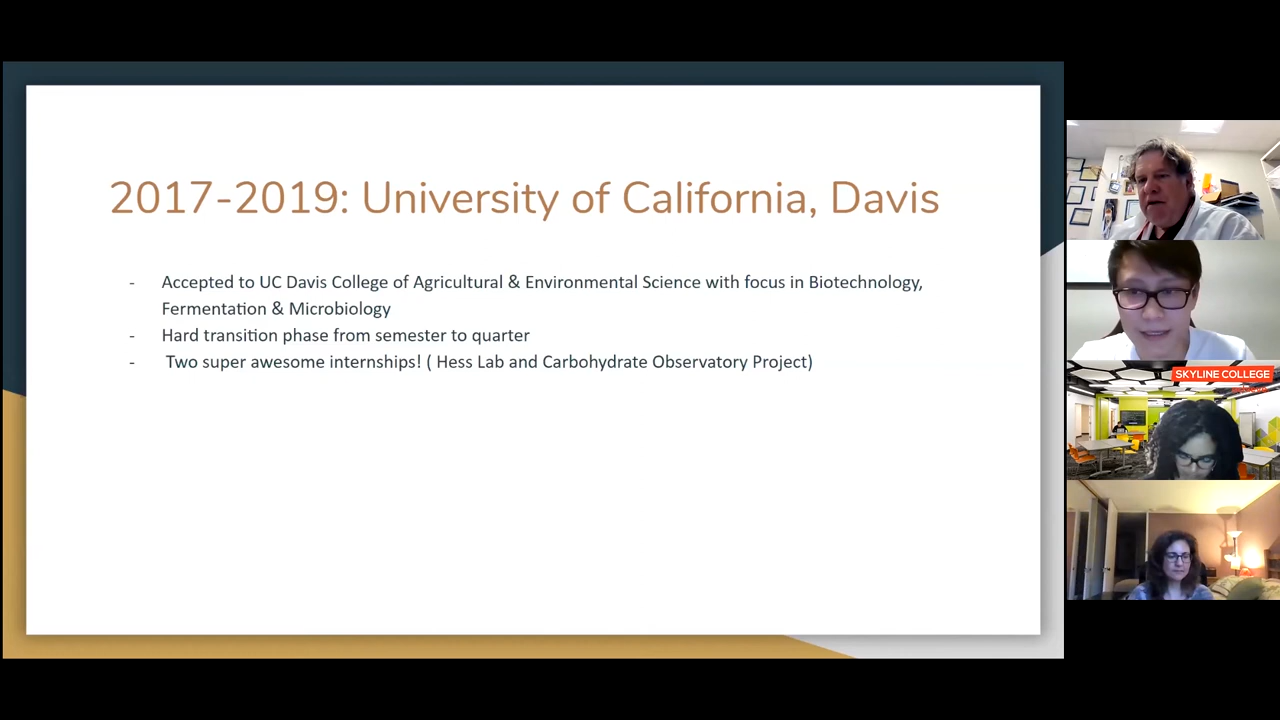 2017-2019: University of California, Davis
- Accepted to UC Davis College of Agricultural & Environmental Science with focus in Biotechnology,
Fermentation & Microbiology
- Hard transition phase from semester to quarter
- Two super awesome internships! ( Hess Lab and Carbohydrate Observatory Project)
SKYLINE COLLEGE